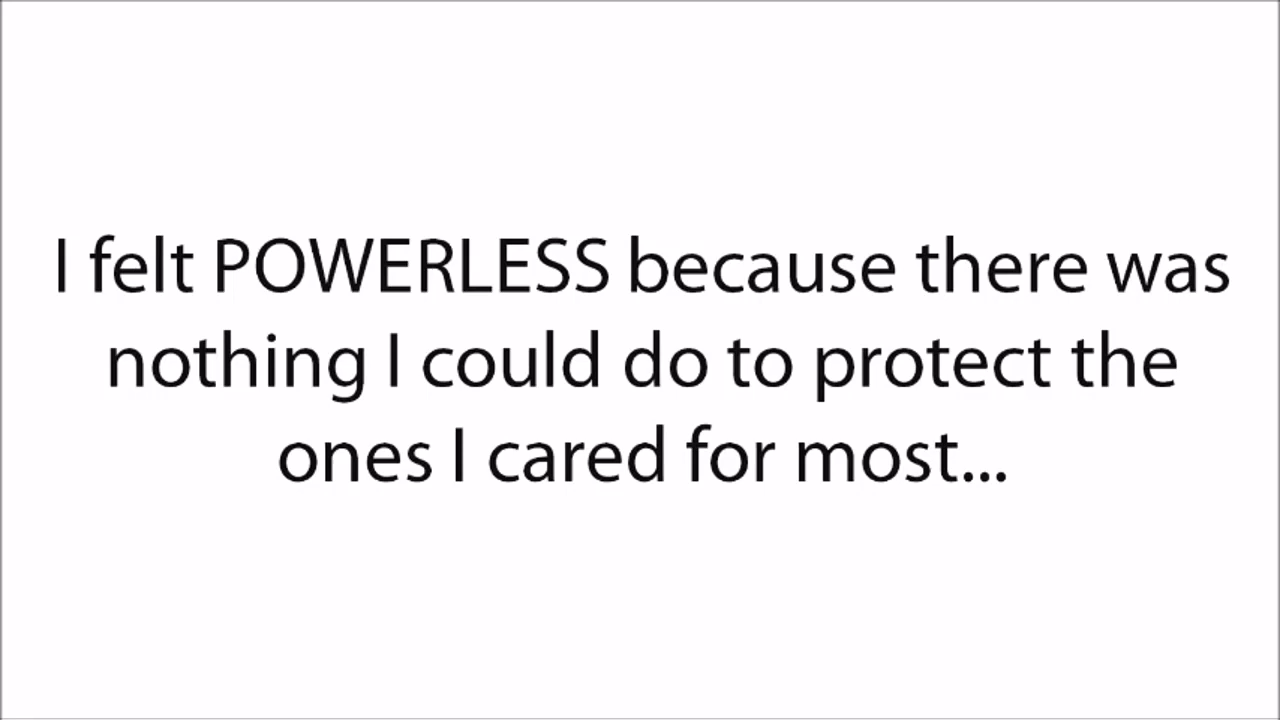 I felt POWERLESS because there was
nothing I could do to protect the
ones I cared for most...